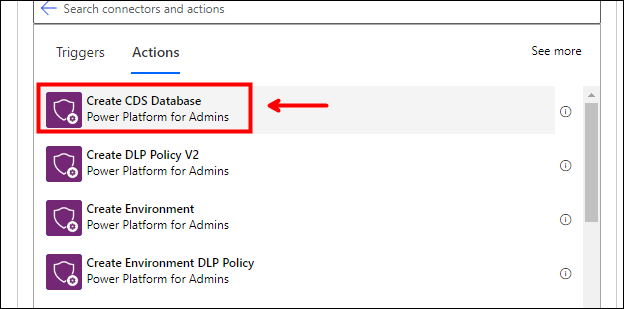 Search connectors and actions
Triggers
Actions
See more
Create CDS Database
Power Platform for Admins
Create DLP Policy V2
Power Platform for Admins
Create Environment
Power Platform for Admins
Create Environment DLP Policy
Power Platform for Admins